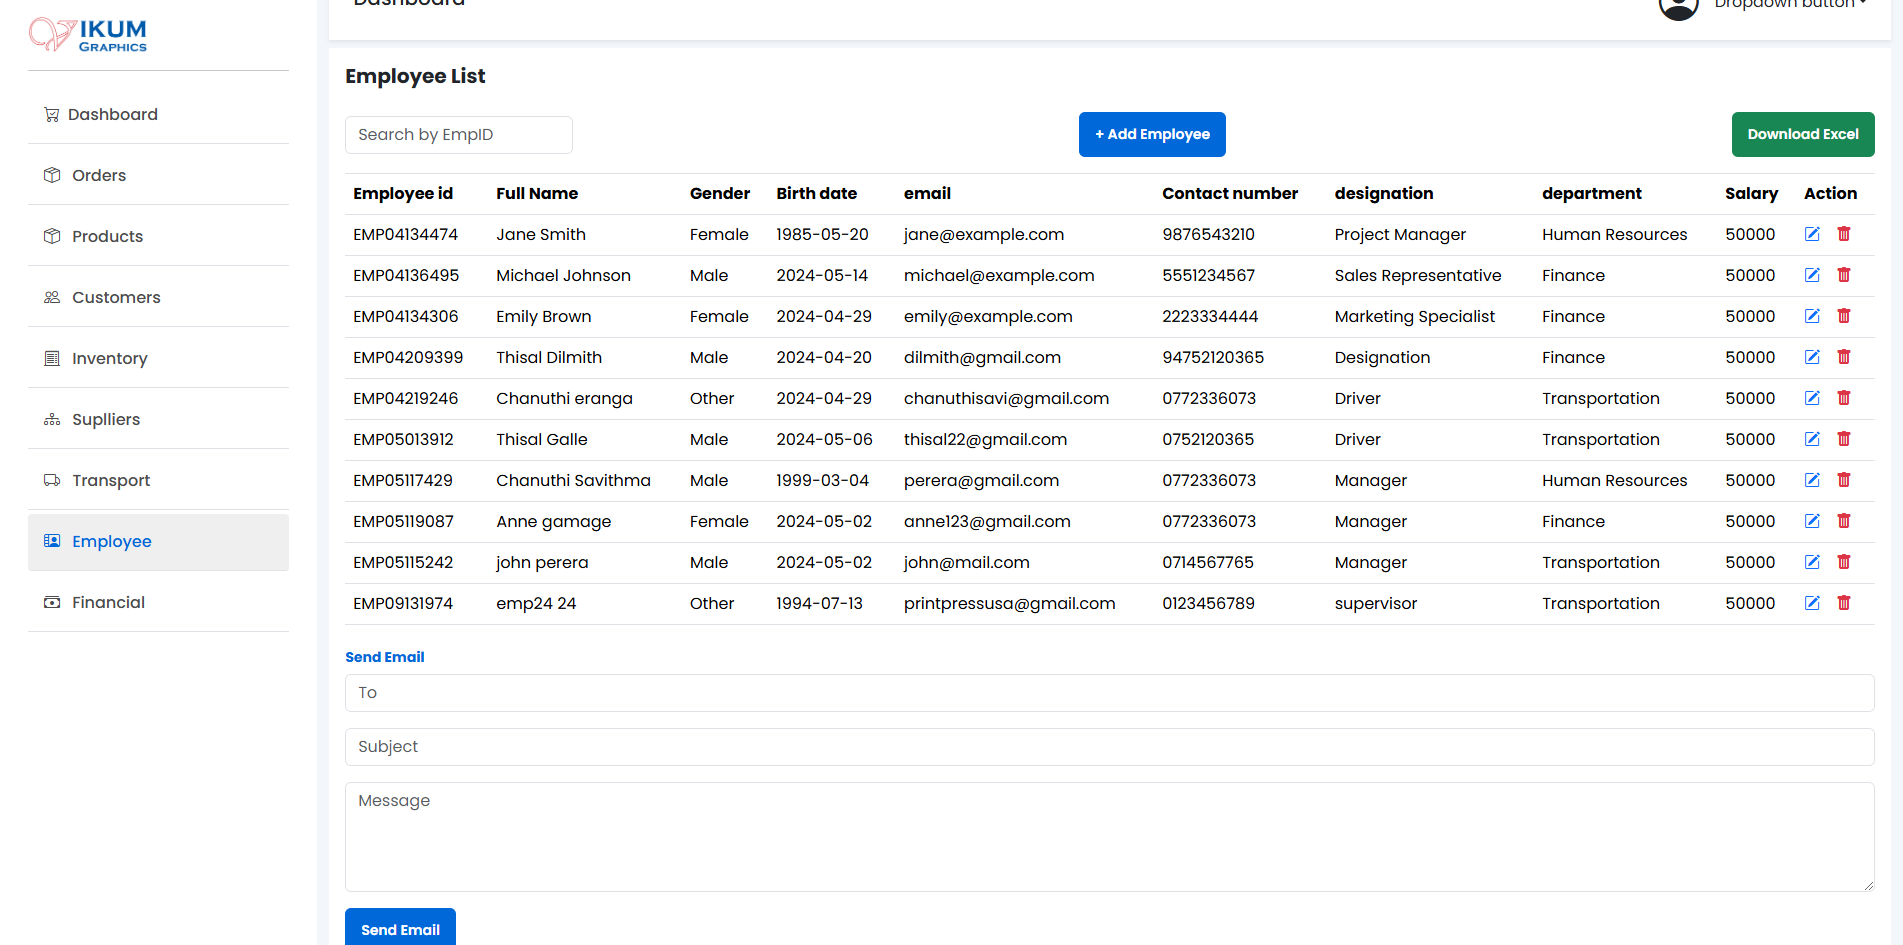 IKUM
GRAPHICS
Dashboard
Orders
Products
Customers
Inventory
Suplliers
Transport
Employee
Financial
Dashboard
Dropdown button
Employee List
Search by EmpID
+ Add Employee
Download Excel
Employee id Full Name Gender Birth date email Contact number designation department Salary Action
EMP04134474 Jane Smith Female 1985-05-20 jane@example.com 9876543210 Project Manager Human Resources 50000
EMP04136495 Michael Johnson Male 2024-05-14 michael@example.com 5551234567 Sales Representative Finance 50000
EMP04134306 Emily Brown Female 2024-04-29 emily@example.com 2223334444 Marketing Specialist Finance 50000
EMP04209399 Thisal Dilmith Male 2024-04-20 dilmith@gmail.com 94752120365 Designation Finance 50000
EMP04219246 Chanuthi eranga Other 2024-04-29 chanuthisavi@gmail.com 0772336073 Driver Transportation 50000
EMP05013912 Thisal Galle Male 2024-05-06 thisal22@gmail.com 0752120365 Driver Transportation 50000
EMP05117429 Chanuthi Savithma Male 1999-03-04 perera@gmail.com 0772336073 Manager Human Resources 50000
EMP05119087 Anne gamage Female 2024-05-02 anne123@gmail.com 0772336073 Manager Finance 50000
EMP05115242 john perera Male 2024-05-02 john@mail.com 0714567765 Manager Transportation 50000
EMP09131974 emp24 24 Other 1994-07-13 printpressusa@gmail.com 0123456789 supervisor Transportation 50000
Send Email
To
Subject
Message
Send Email